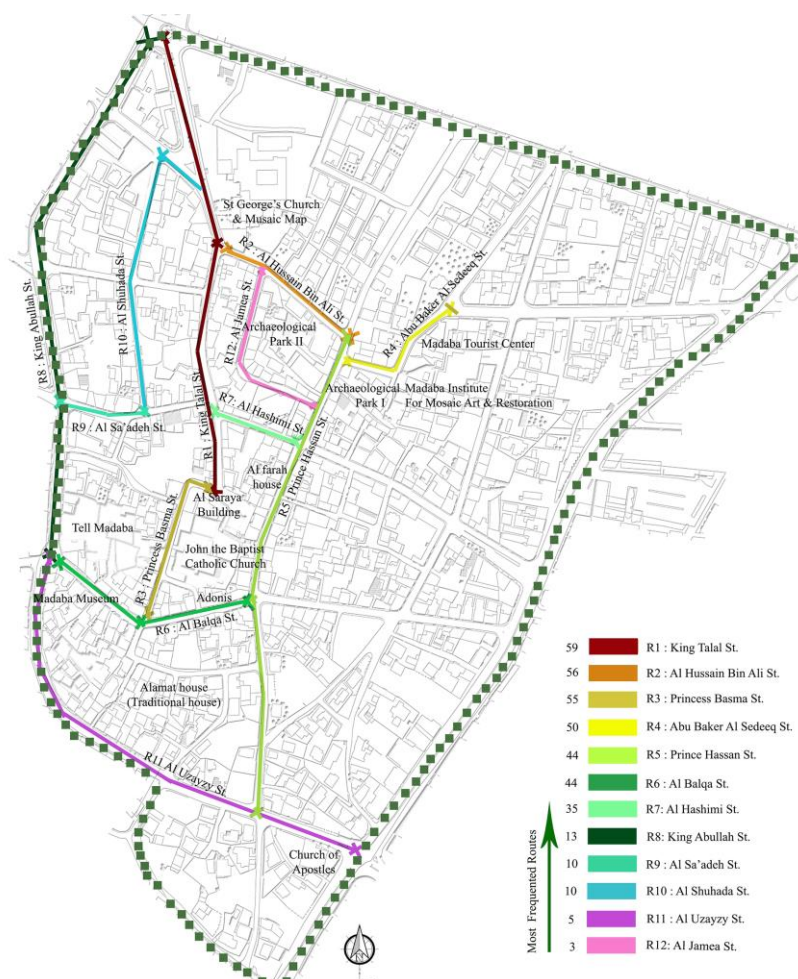 St George's Church
& Musaic Map
R2 : Al Hussain Bin Ali St.
R8 : King Abullah St.
R10 : Al Shuhada St.
R12: Al Jamea St.
Archaeological
Park II
R4 : Abu Baker Al Sedeeq St.
Madaba Tourist Center
R1 : King Talal St.
Archaeological
Park I
Madaba Institute
For Mosaic Art & Restoration
R7 : Al Hashimi St.
R9 : Al Sa'adeh St.
R5 : Prince Hassan St.
Al farah
house
Al Saraya
Building
Tell Madaba
R3 : Princess Basma St.
John the Baptist
Catholic Church
Madaba Museum
Adonis
R6 : Al Balqa St.
Alamat house
(Traditional house)
R11 Al Uzayzy St.
Church of
Apostles
59 R1 : King Talal St.
56 R2 : Al Hussain Bin Ali St.
55 R3 : Princess Basma St.
50 R4 : Abu Baker Al Sedeeq St.
44 R5 : Prince Hassan St.
44 R6 : Al Balqa St.
35 R7: Al Hashimi St.
13 R8: King Abullah St.
10 R9 : Al Sa'adeh St.
10 R10 : Al Shuhada St.
5 R11 : Al Uzayzy St.
3 R12: Al Jamea St.
Most Frequented Routes